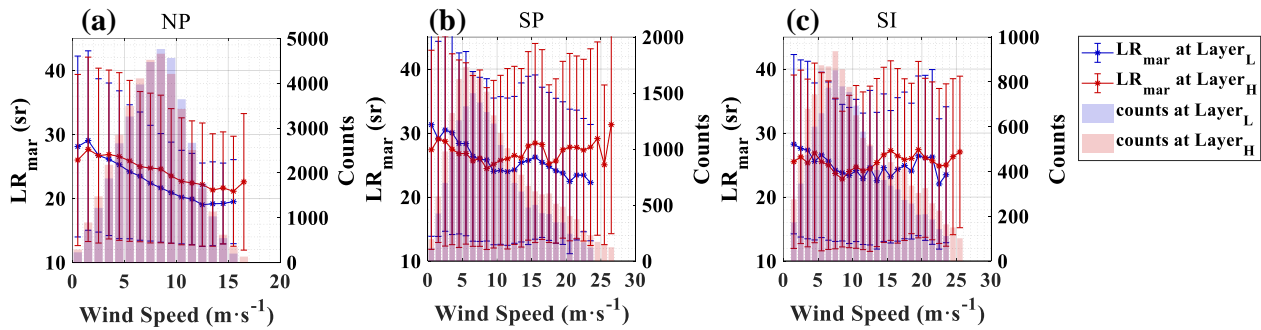 (a) NP
LR_mar (sr)
40
30
20
10
5000
4000
3000
2000
1000
0
Counts
0 5 10 15 20
Wind Speed (m·s⁻¹)
(b) SP
LR_mar (sr)
40
30
20
10
2000
1500
1000
500
0
Counts
0 5 10 15 20 25 30
Wind Speed (m·s⁻¹)
(c) SI
LR_mar (sr)
40
30
20
10
1000
800
600
400
200
0
Counts
0 5 10 15 20 25 30
Wind Speed (m·s⁻¹)
LR_mar at Layer_L
LR_mar at Layer_H
counts at Layer_L
counts at Layer_H